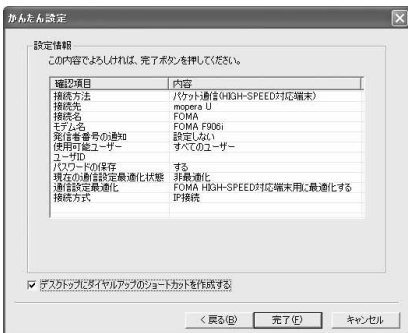 かんたん設定
設定情報
この内容でよろしければ、完了ボタンを押してください。
確認項目 内容
接続方法 パケット通信(HIGH-SPEED対応端末)
接続先 mopera U
接続名 FOMA
モデム名 FOMA F906i
発信者番号の通知 設定しない
使用可能ユーザー すべてのユーザー
ユーザID
パスワードの保存 する
現在の通信設定最適化状態 非最適化
通信設定最適化 FOMA HIGH-SPEED対応端末用に最適化する
接続方式 IP接続
デスクトップにダイヤルアップのショートカットを作成する
< 戻る(B) 完了(F) キャンセル